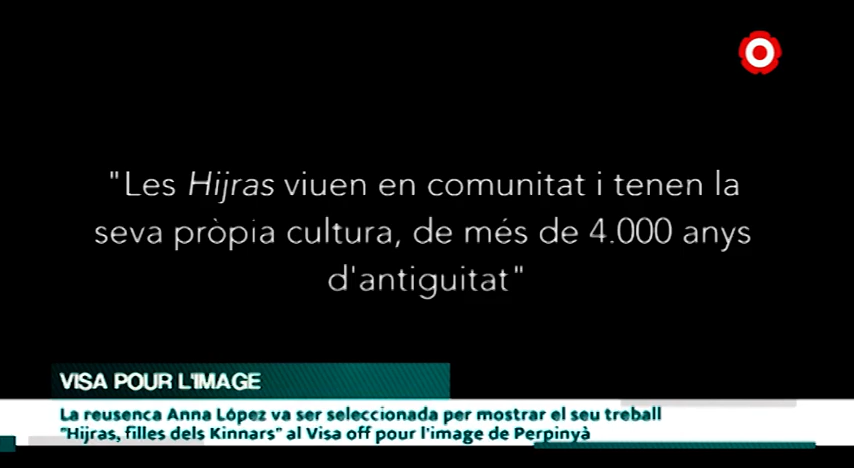 "Les Hijras viuen en comunitat i tenen la
seva pròpia cultura, de més de 4.000 anys
d'antiguitat"
VISA POUR L'IMAGE
La reusenca Anna López va ser seleccionada per mostrar el seu treball
"Hijras, filles dels Kinnars" al Visa off pour l'image de Perpinyà